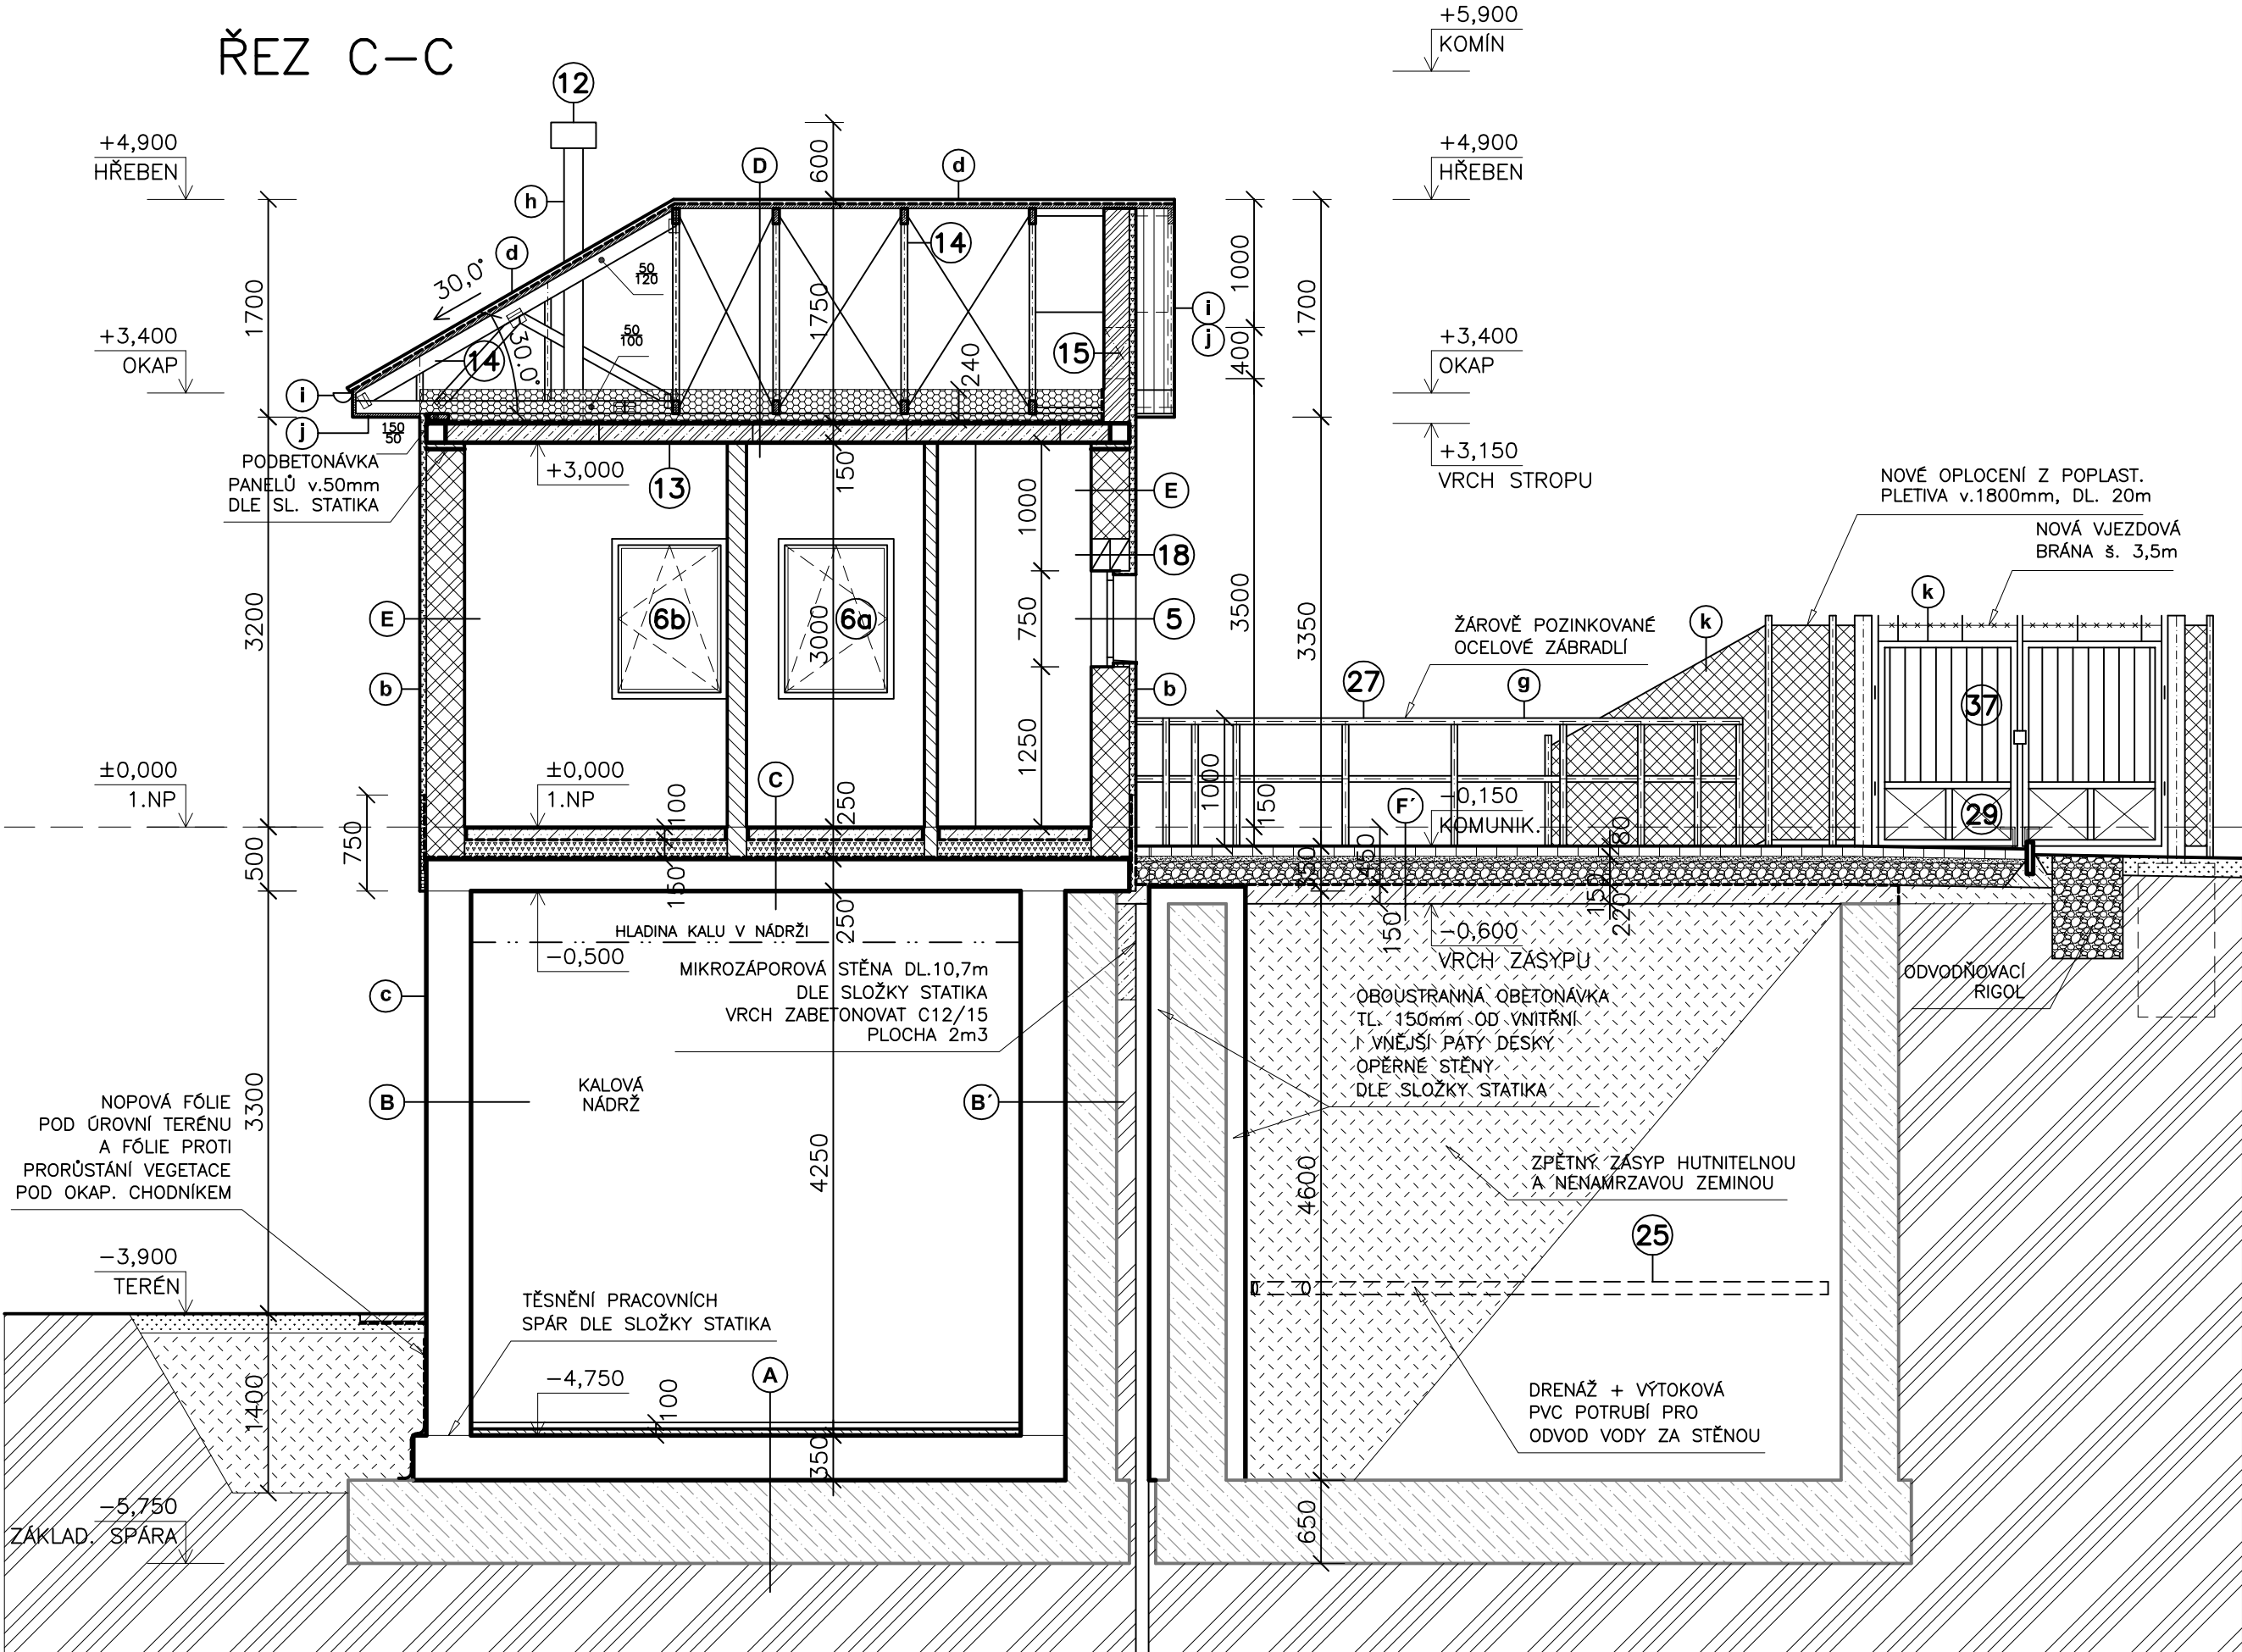 ŘEZ C-C
+5,900
KOMÍN
12
+4,900
HŘEBEN
D
600
d
+4,900
HŘEBEN
h
14
d
30,0°
50
120
1700
1750
1000
1700
i
j
+3,400
OKAP
14
30.0°
50
100
240
15
400
+3,400
OKAP
i
j
150
50
PODBETONÁVKA
PANELŮ v.50mm
DLE SL. STATIKA
+3,000
13
150
1000
E
+3,150
VRCH STROPU
NOVÉ OPLOCENÍ Z POPLAST.
PLETIVA v.1800mm, DL. 20m
NOVÁ VJEZDOVÁ
BRÁNA š. 3,5m
18
3200
E
6b
3000
6a
750
5
3500
3350
ŽÁROVĚ POZINKOVANÉ
OCELOVÉ ZÁBRADLÍ
k
k
b
b
27
g
37
1250
±0,000
1.NP
±0,000
1.NP
C
100
250
1000
150
F´
-0,150
KOMUNIK.
29
750
500
150
350
450
80
150
220
250
HLADINA KALU V NÁDRŽI
-0,500
150
-0,600
VRCH ZÁSYPU
MIKROZÁPOROVÁ STĚNA DL.10,7m
DLE SLOŽKY STATIKA
VRCH ZABETONOVAT C12/15
PLOCHA 2m3
c
ODVODŇOVACÍ
RIGOL
OBOUSTRANNÁ OBETONÁVKA
TL. 150mm OD VNITŘNÍ
I VNĚJŠÍ PATY DESKY
OPĚRNÉ STĚNY
DLE SLOŽKY STATIKA
KALOVÁ
NÁDRŽ
B
B´
3300
NOPOVÁ FÓLIE
POD ÚROVNÍ TERÉNU
A FÓLIE PROTI
PRORŮSTÁNÍ VEGETACE
POD OKAP. CHODNÍKEM
4250
4600
ZPĚTNÝ ZÁSYP HUTNITELNOU
A NENAMRZAVOU ZEMINOU
25
-3,900
TERÉN
TĚSNĚNÍ PRACOVNÍCH
SPÁR DLE SLOŽKY STATIKA
-4,750
100
A
1400
350
DRENÁŽ + VÝTOKOVÁ
PVC POTRUBÍ PRO
ODVOD VODY ZA STĚNOU
-5,750
ZÁKLAD. SPÁRA
650